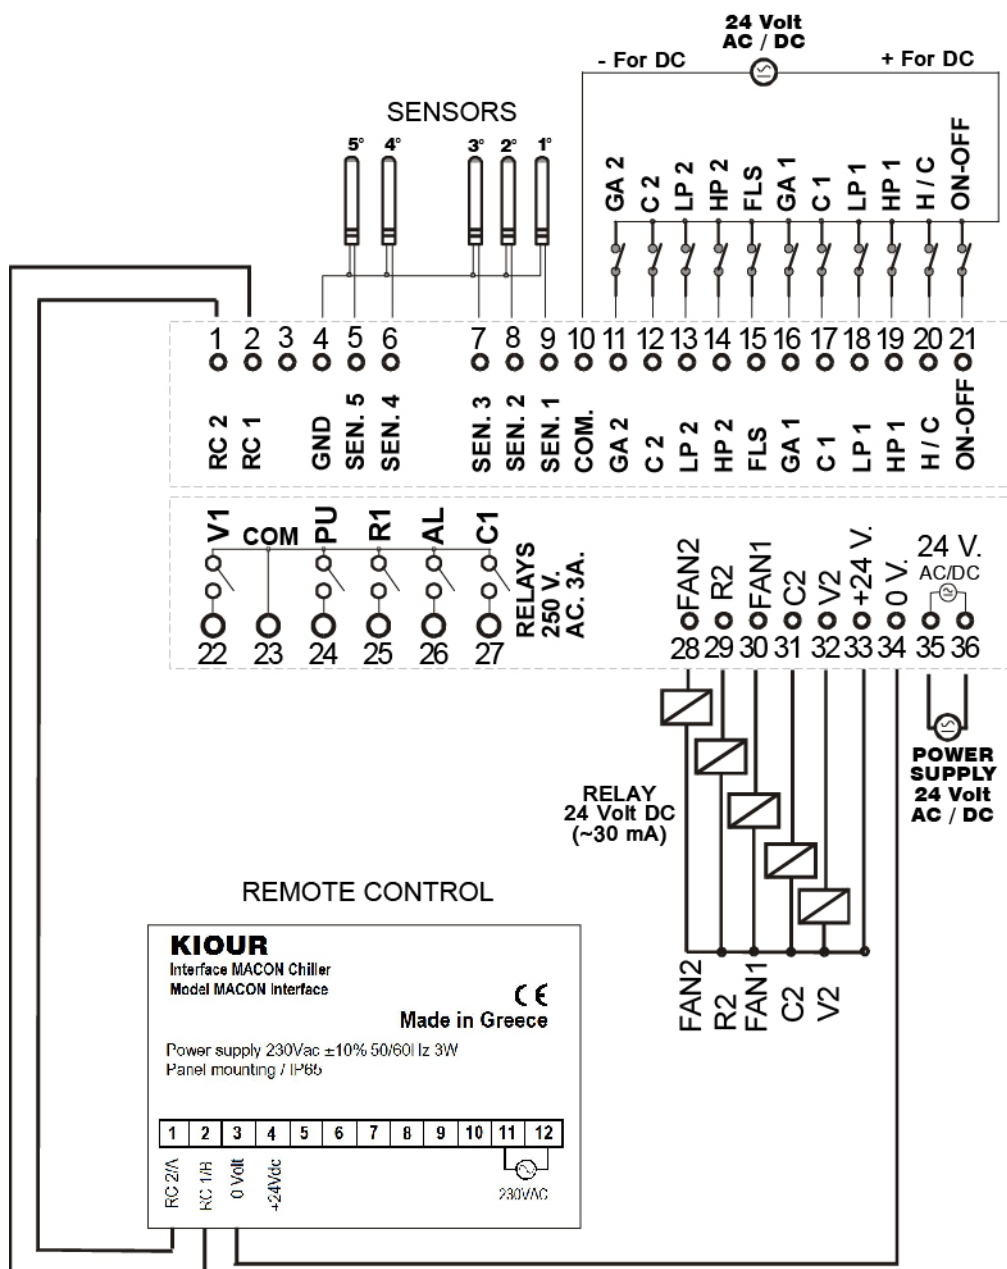 24 Volt
AC / DC
- For DC
+ For DC
SENSORS
5° 4° 3° 2° 1°
GA 2
C 2
LP 2
HP 2
FLS
GA 1
C 1
LP 1
HP 1
H / C
ON-OFF
1 2 3 4 5 6 7 8 9 10 11 12 13 14 15 16 17 18 19 20 21
RC 2
RC 1
GND
SEN. 5
SEN. 4
SEN. 3
SEN. 2
SEN. 1
COM.
GA 2
C 2
LP 2
HP 2
FLS
GA 1
C 1
LP 1
HP 1
H / C
ON-OFF
V1
COM
PU
R1
AL
C1
RELAYS
250 V.
AC. 3A.
22 23 24 25 26 27
FAN2
R2
FAN1
C2
V2
+24 V.
0 V.
24 V.
AC/DC
28 29 30 31 32 33 34 35 36
POWER
SUPPLY
24 Volt
AC / DC
RELAY
24 Volt DC
(~30 mA)
FAN2
R2
FAN1
C2
V2
REMOTE CONTROL
KIOUR
Interface MACON Chiller
Model MACON Interface
CE
Made in Greece
Power supply 230Vac ±10% 50/60Hz 3W
Panel mounting / IP65
1 2 3 4 5 6 7 8 9 10 11 12
RC 2/A
RC 1/B
0 Volt
+24Vdc
230VAC